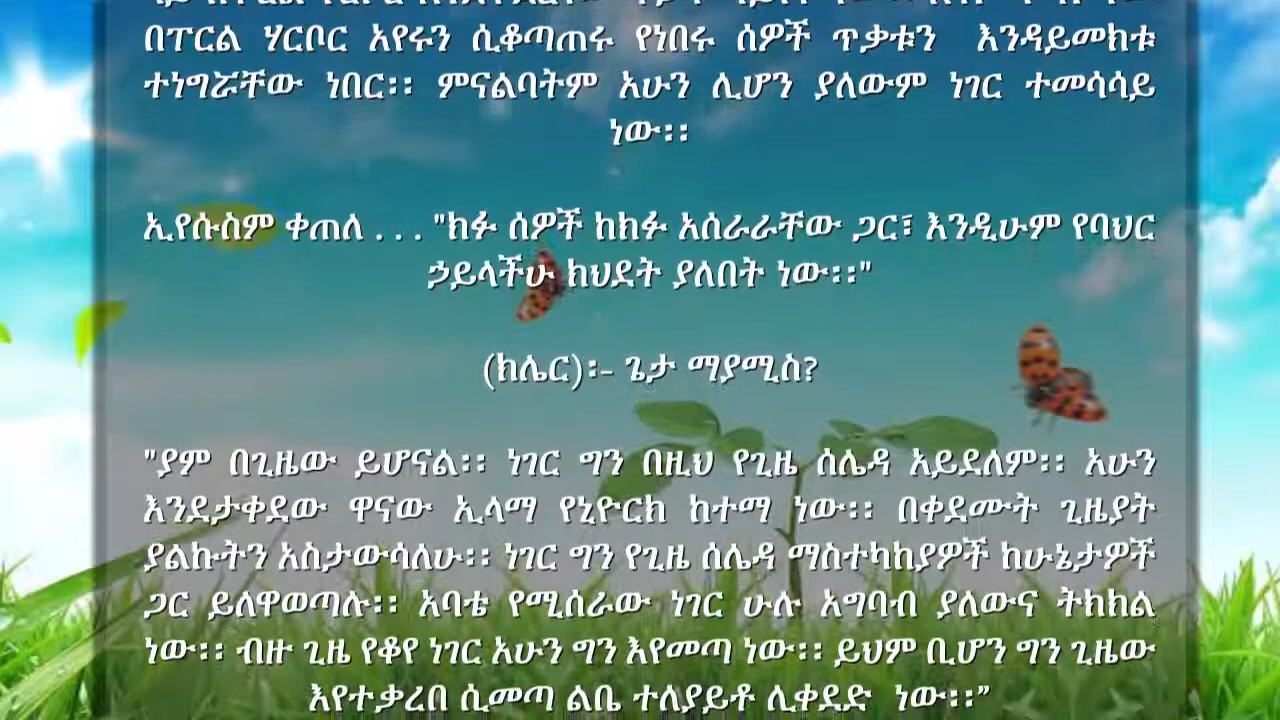 በፐርል ሃርቦር አየሩን ሲቆጣጠሩ የነበሩ ሰዎች ጥቃቱን እንዳይመክቱ
ተነግሯቸው ነበር፡፡ ምናልባትም አሁን ሊሆን ያለውም ነገር ተመሳሳይ
ነው፡፡
ኢየሱስም ቀጠለ . . . "ክፉ ሰዎች ከክፉ አሰራራቸው ጋር፣ እንዲሁም የባህር
ኃይላችሁ ክህደት ያለበት ነው፡፡"
(ክሌር)፡- ጌታ ማያሚስ?
"ያም በጊዜው ይሆናል፡፡ ነገር ግን በዚህ የጊዜ ሰሌዳ አይደለም፡፡ አሁን
እንደታቀደው ዋናው ኢላማ የኒዮርክ ከተማ ነው፡፡ በቀደሙት ጊዜያት
ያልኩትን አስታውሳለሁ፡፡ ነገር ግን የጊዜ ሰሌዳ ማስተካከያዎች ከሁኔታዎች
ጋር ይለዋወጣሉ፡፡ አባቴ የሚሰራው ነገር ሁሉ አግባብ ያለውና ትክክል
ነው፡፡ ብዙ ጊዜ የቆየ ነገር አሁን ግን እየመጣ ነው፡፡ ይህም ቢሆን ግን ጊዜው
እየተቃረበ ሲመጣ ልቤ ተለያይቶ ሊቀደድ ነው፡፡”